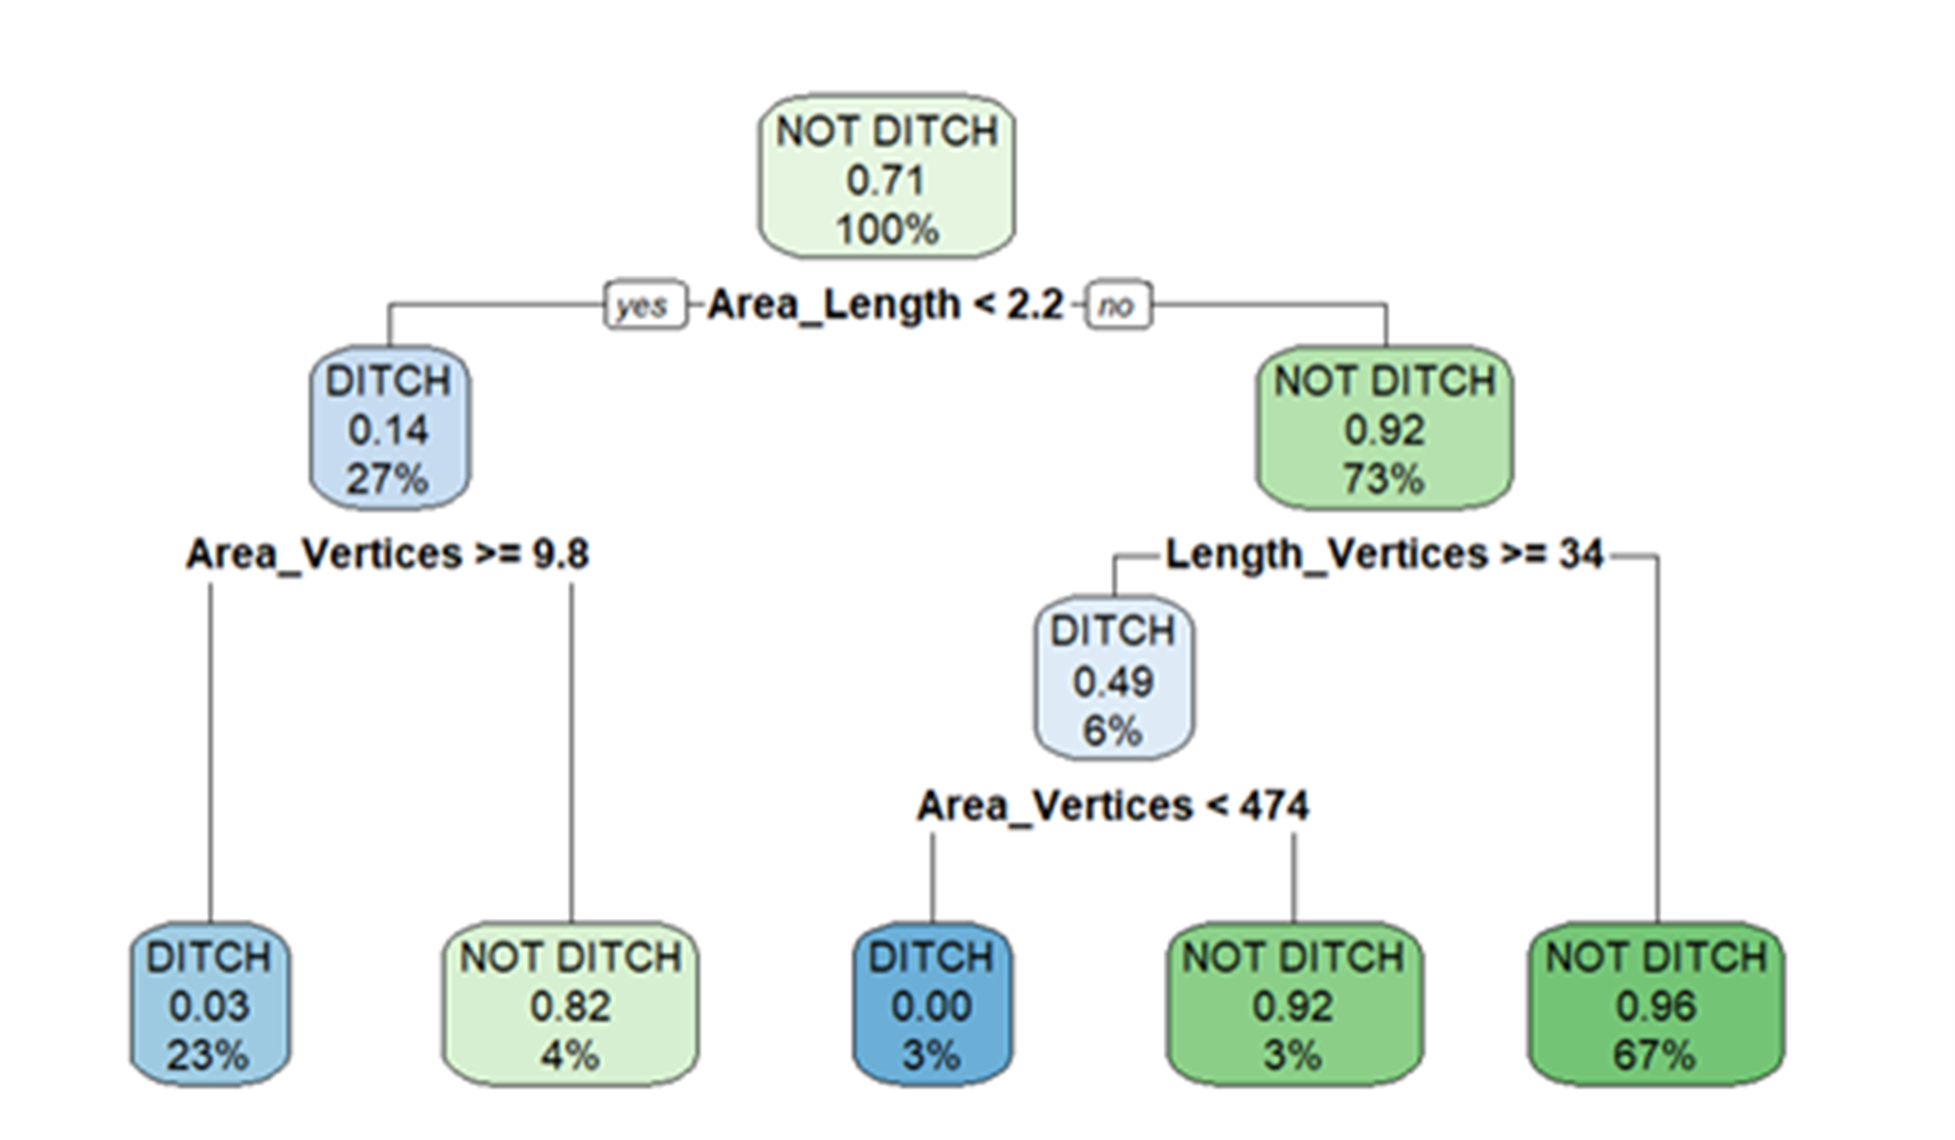 NOT DITCH
0.71
100%
yes Area_Length < 2.2 no
DITCH
0.14
27%
NOT DITCH
0.92
73%
Area_Vertices >= 9.8
Length_Vertices >= 34
DITCH
0.49
6%
Area_Vertices < 474
DITCH
0.03
23%
NOT DITCH
0.82
4%
DITCH
0.00
3%
NOT DITCH
0.92
3%
NOT DITCH
0.96
67%